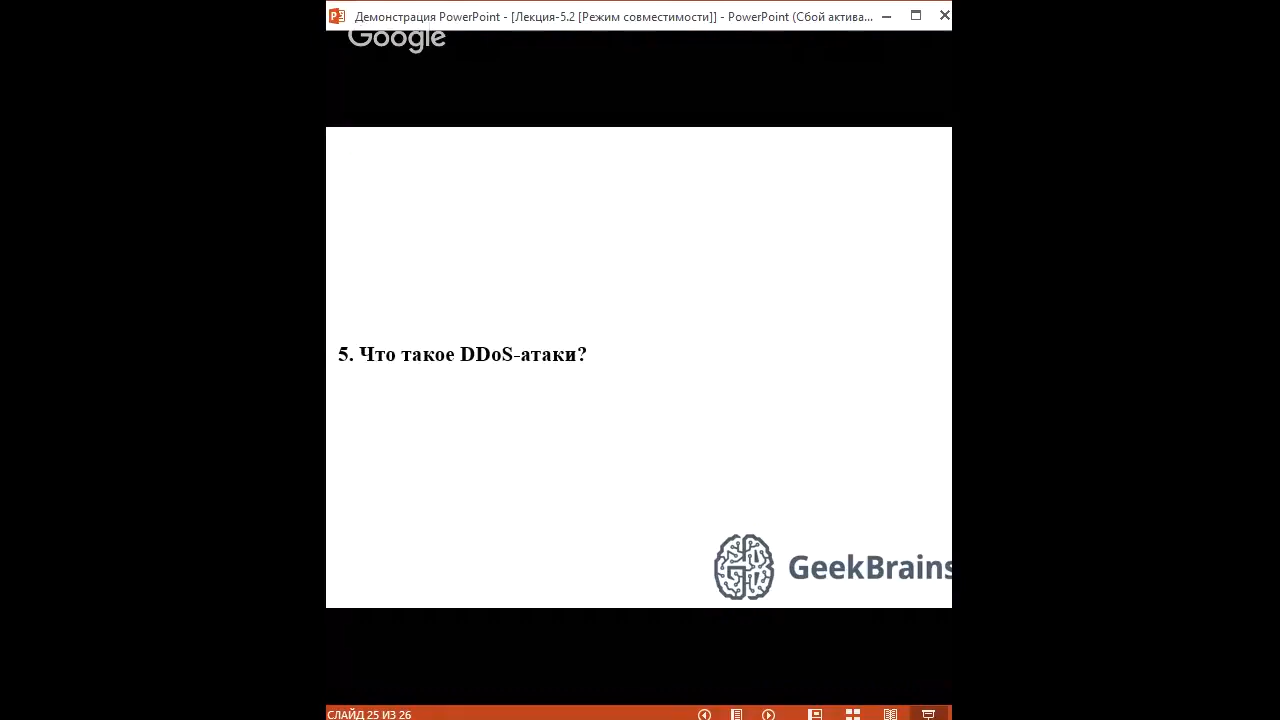 Демонстрация PowerPoint - [Лекция-5.2 [Режим совместимости]] - PowerPoint (Сбой актива...
Google
5. Что такое DDoS-атаки?
GeekBrains
СЛАЙД 25 ИЗ 26